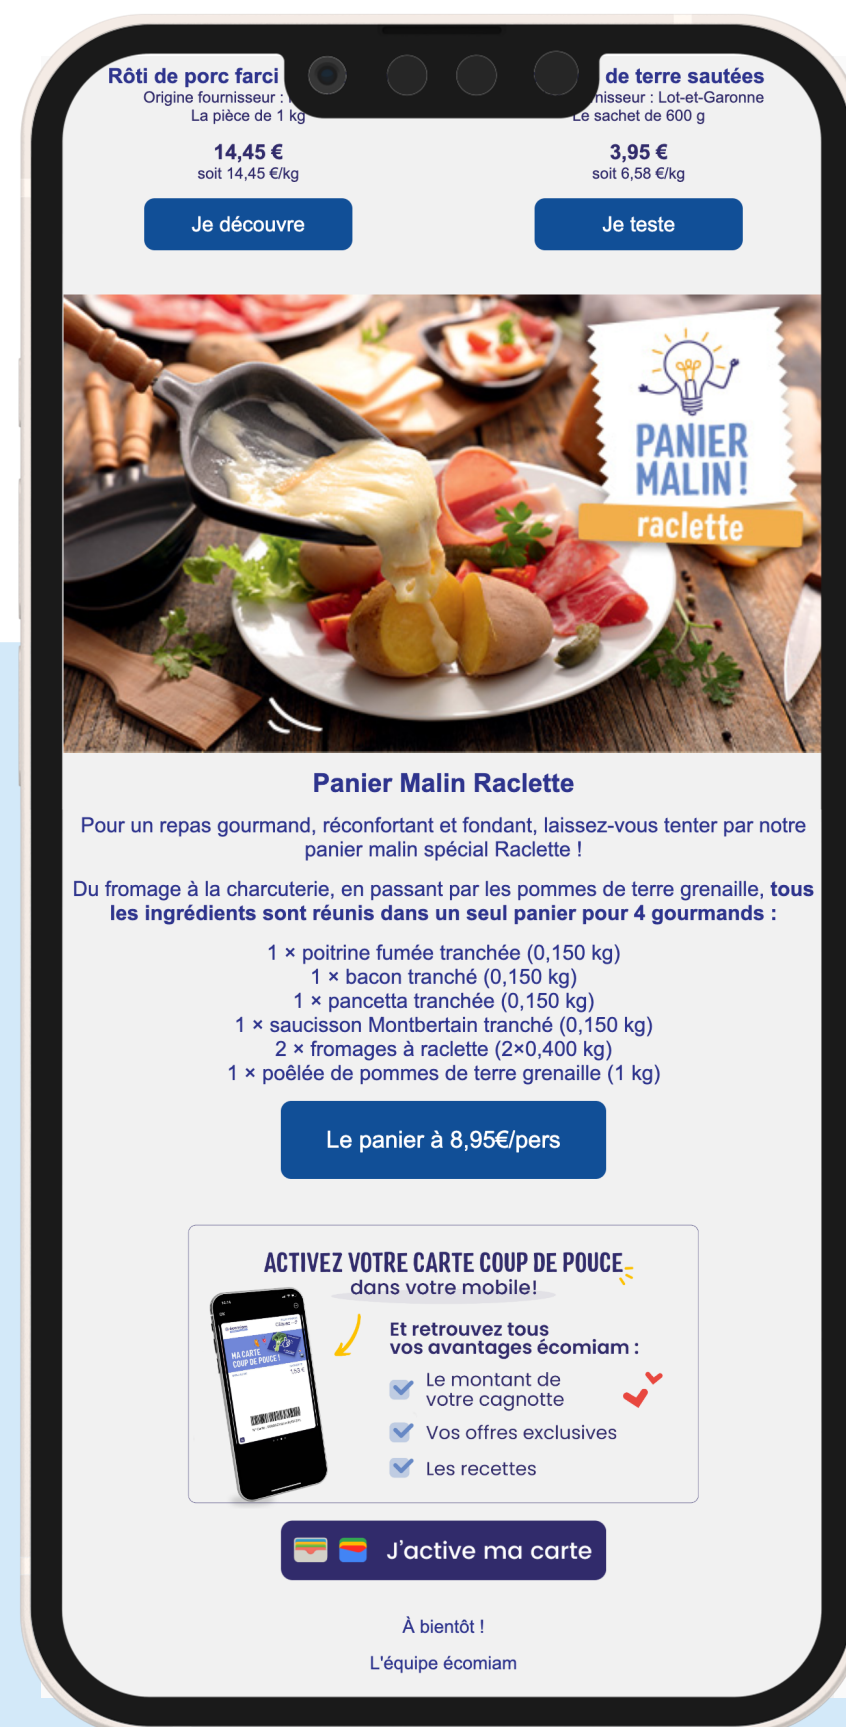 Rôti de porc farci
de terre sautées
Origine fournisseur :
nisseur : Lot-et-Garonne
La pièce de 1 kg
Le sachet de 600 g
14,45 €
3,95 €
soit 14,45 €/kg
soit 6,58 €/kg
Je découvre
Je teste
PANIER
MALIN !
raclette
Panier Malin Raclette
Pour un repas gourmand, réconfortant et fondant, laissez-vous tenter par notre
panier malin spécial Raclette !
Du fromage à la charcuterie, en passant par les pommes de terre grenaille, tous
les ingrédients sont réunis dans un seul panier pour 4 gourmands :
1 × poitrine fumée tranchée (0,150 kg)
1 × bacon tranché (0,150 kg)
1 × pancetta tranchée (0,150 kg)
1 × saucisson Montbertain tranché (0,150 kg)
2 × fromages à raclette (2×0,400 kg)
1 × poêlée de pommes de terre grenaille (1 kg)
Le panier à 8,95€/pers
ACTIVEZ VOTRE CARTE COUP DE POUCE
dans votre mobile!
MA CARTE
COUP DE POUCE !
Et retrouvez tous
vos avantages écomiam :
Le montant de
votre cagnotte
Vos offres exclusives
Les recettes
J'active ma carte
À bientôt !
L'équipe écomiam